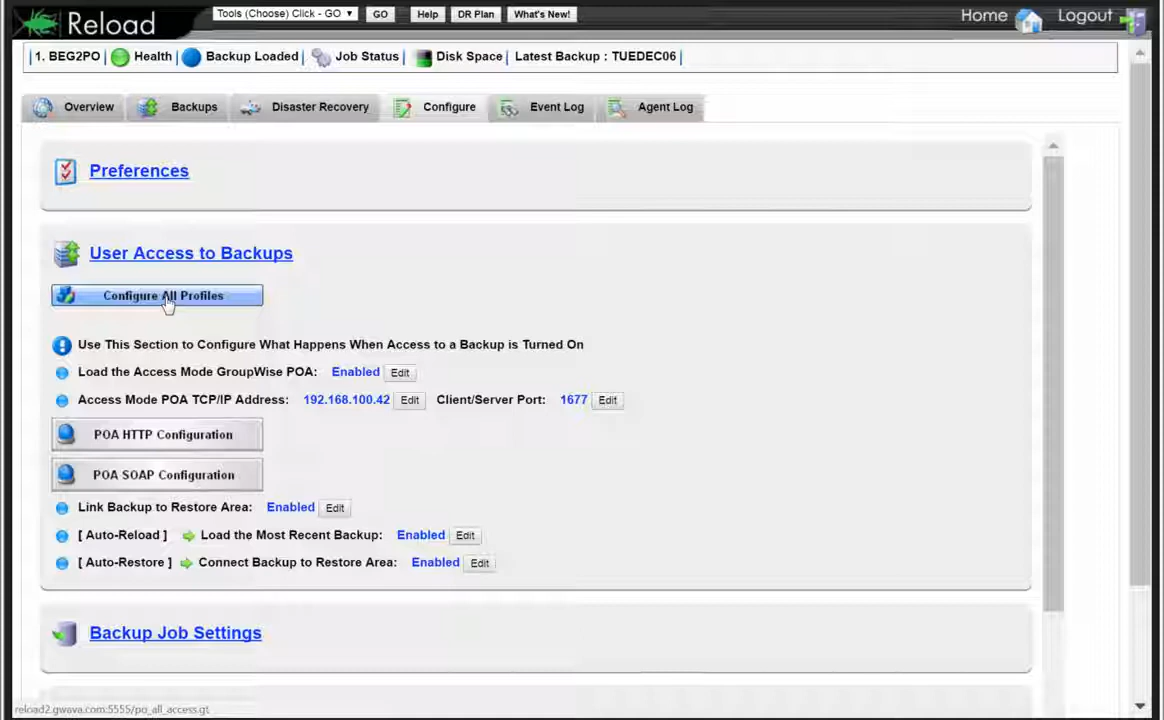 Reload Tools (Choose) Click - GO GO Help DR Plan What's New! Home Logout
1. BEG2PO Health Backup Loaded Job Status Disk Space Latest Backup : TUEDEC06
Overview Backups Disaster Recovery Configure Event Log Agent Log
Preferences
User Access to Backups
Configure All Profiles
Use This Section to Configure What Happens When Access to a Backup is Turned On
Load the Access Mode GroupWise POA: Enabled Edit
Access Mode POA TCP/IP Address: 192.168.100.42 Edit Client/Server Port: 1677 Edit
POA HTTP Configuration
POA SOAP Configuration
Link Backup to Restore Area: Enabled Edit
[ Auto-Reload ] Load the Most Recent Backup: Enabled Edit
[ Auto-Restore ] Connect Backup to Restore Area: Enabled Edit
Backup Job Settings
reload2.gwava.com:5555/po_all_access.gt